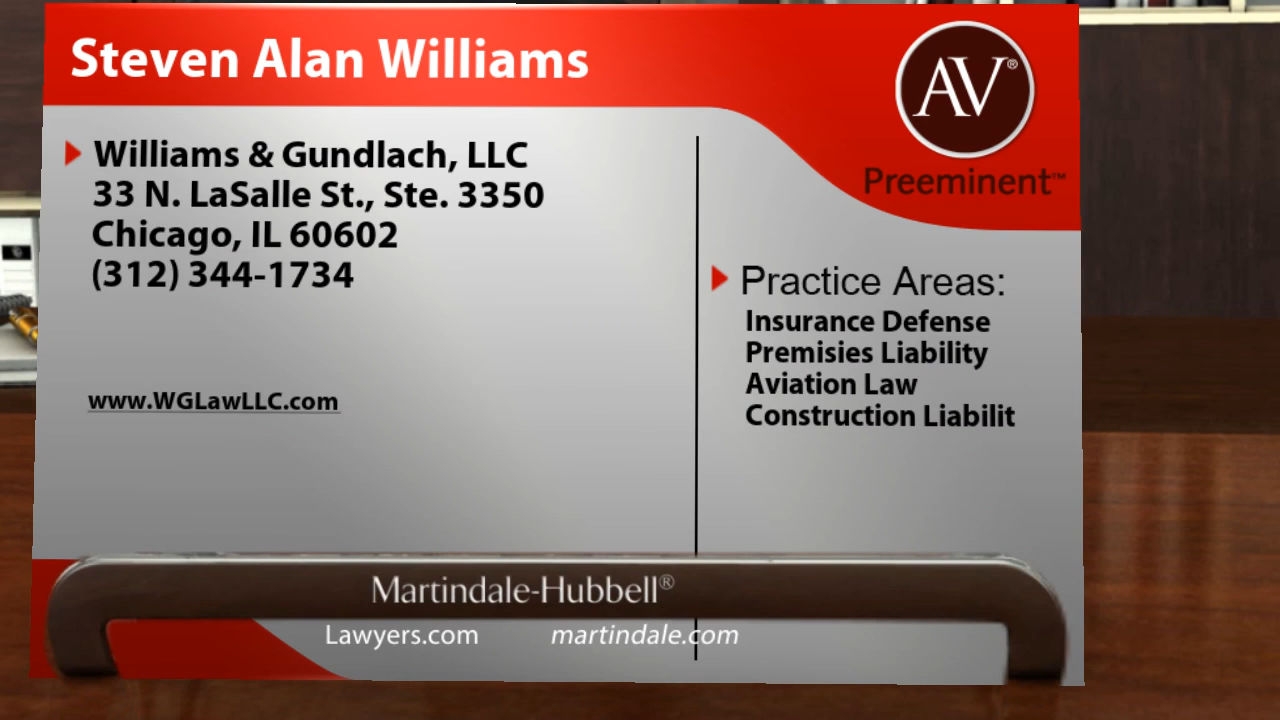 Steven Alan Williams
AV®
Preeminent™
Williams & Gundlach, LLC
33 N. LaSalle St., Ste. 3350
Chicago, IL 60602
(312) 344-1734
www.WGLawLLC.com
Practice Areas:
Insurance Defense
Premisies Liability
Aviation Law
Construction Liabilit
Martindale-Hubbell®
Lawyers.com martindale.com